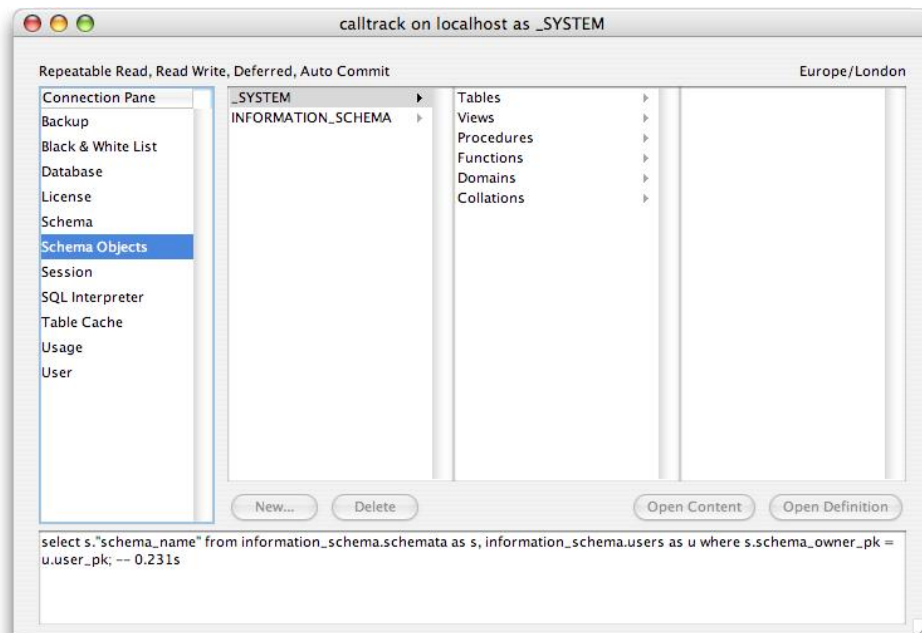 calltrack on localhost as _SYSTEM
Repeatable Read, Read Write, Deferred, Auto Commit
Europe/London
Connection Pane
Backup
Black & White List
Database
License
Schema
Schema Objects
Session
SQL Interpreter
Table Cache
Usage
User
_SYSTEM
INFORMATION_SCHEMA
Tables
Views
Procedures
Functions
Domains
Collations
New...
Delete
Open Content
Open Definition
select s."schema_name" from information_schema.schemata as s, information_schema.users as u where s.schema_owner_pk =
u.user_pk; -- 0.231s